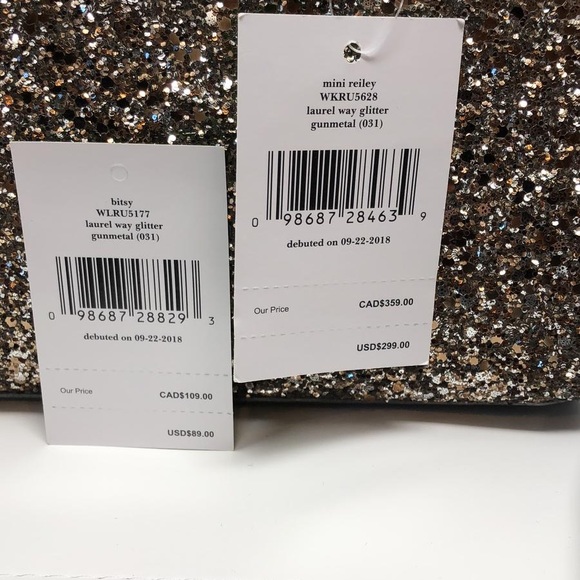 bitsy
WLRU5177
laurel way glitter
gunmetal (031)
0 98687 28829 3
debuted on 09-22-2018
Our Price CAD$109.00
USD$89.00
mini reiley
WKRU5628
laurel way glitter
gunmetal (031)
0 98687 28463 9
debuted on 09-22-2018
Our Price CAD$359.00
USD$299.00